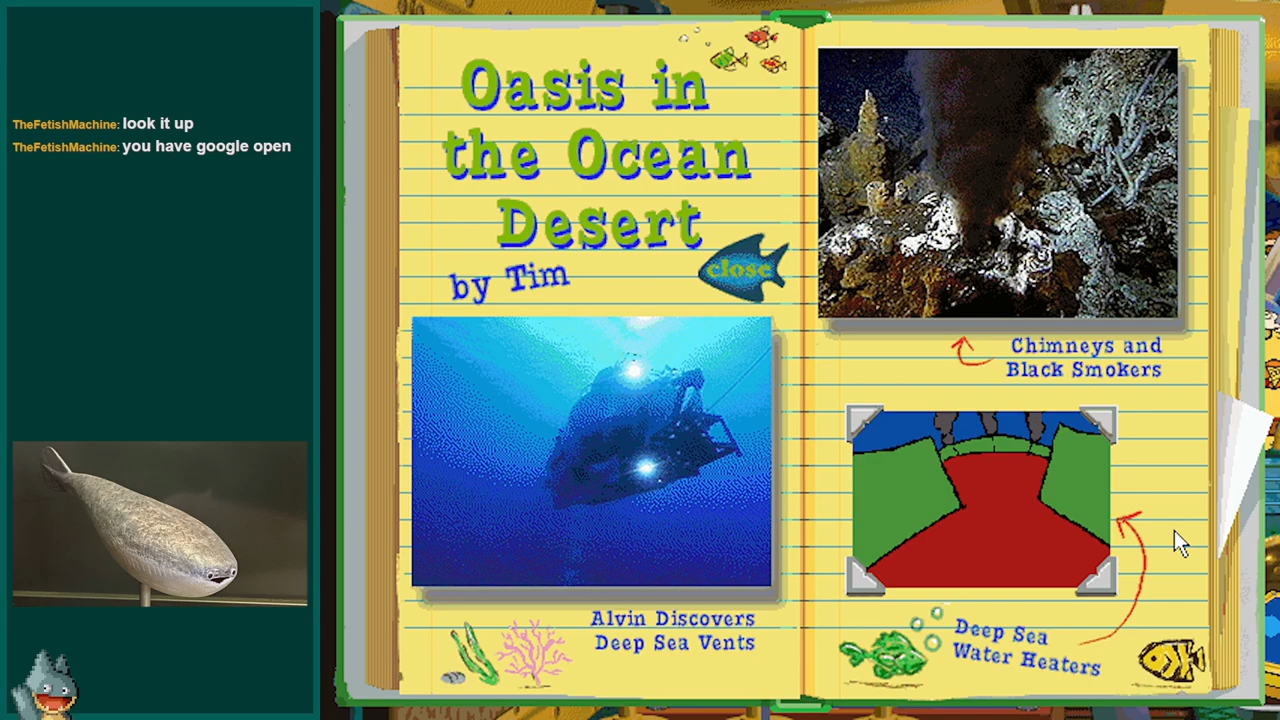 TheFetishMachine: look it up
TheFetishMachine: you have google open
Oasis in
the Ocean
Desert
by Tim
close
Alvin Discovers
Deep Sea Vents
Chimneys and
Black Smokers
Deep Sea
Water Heaters